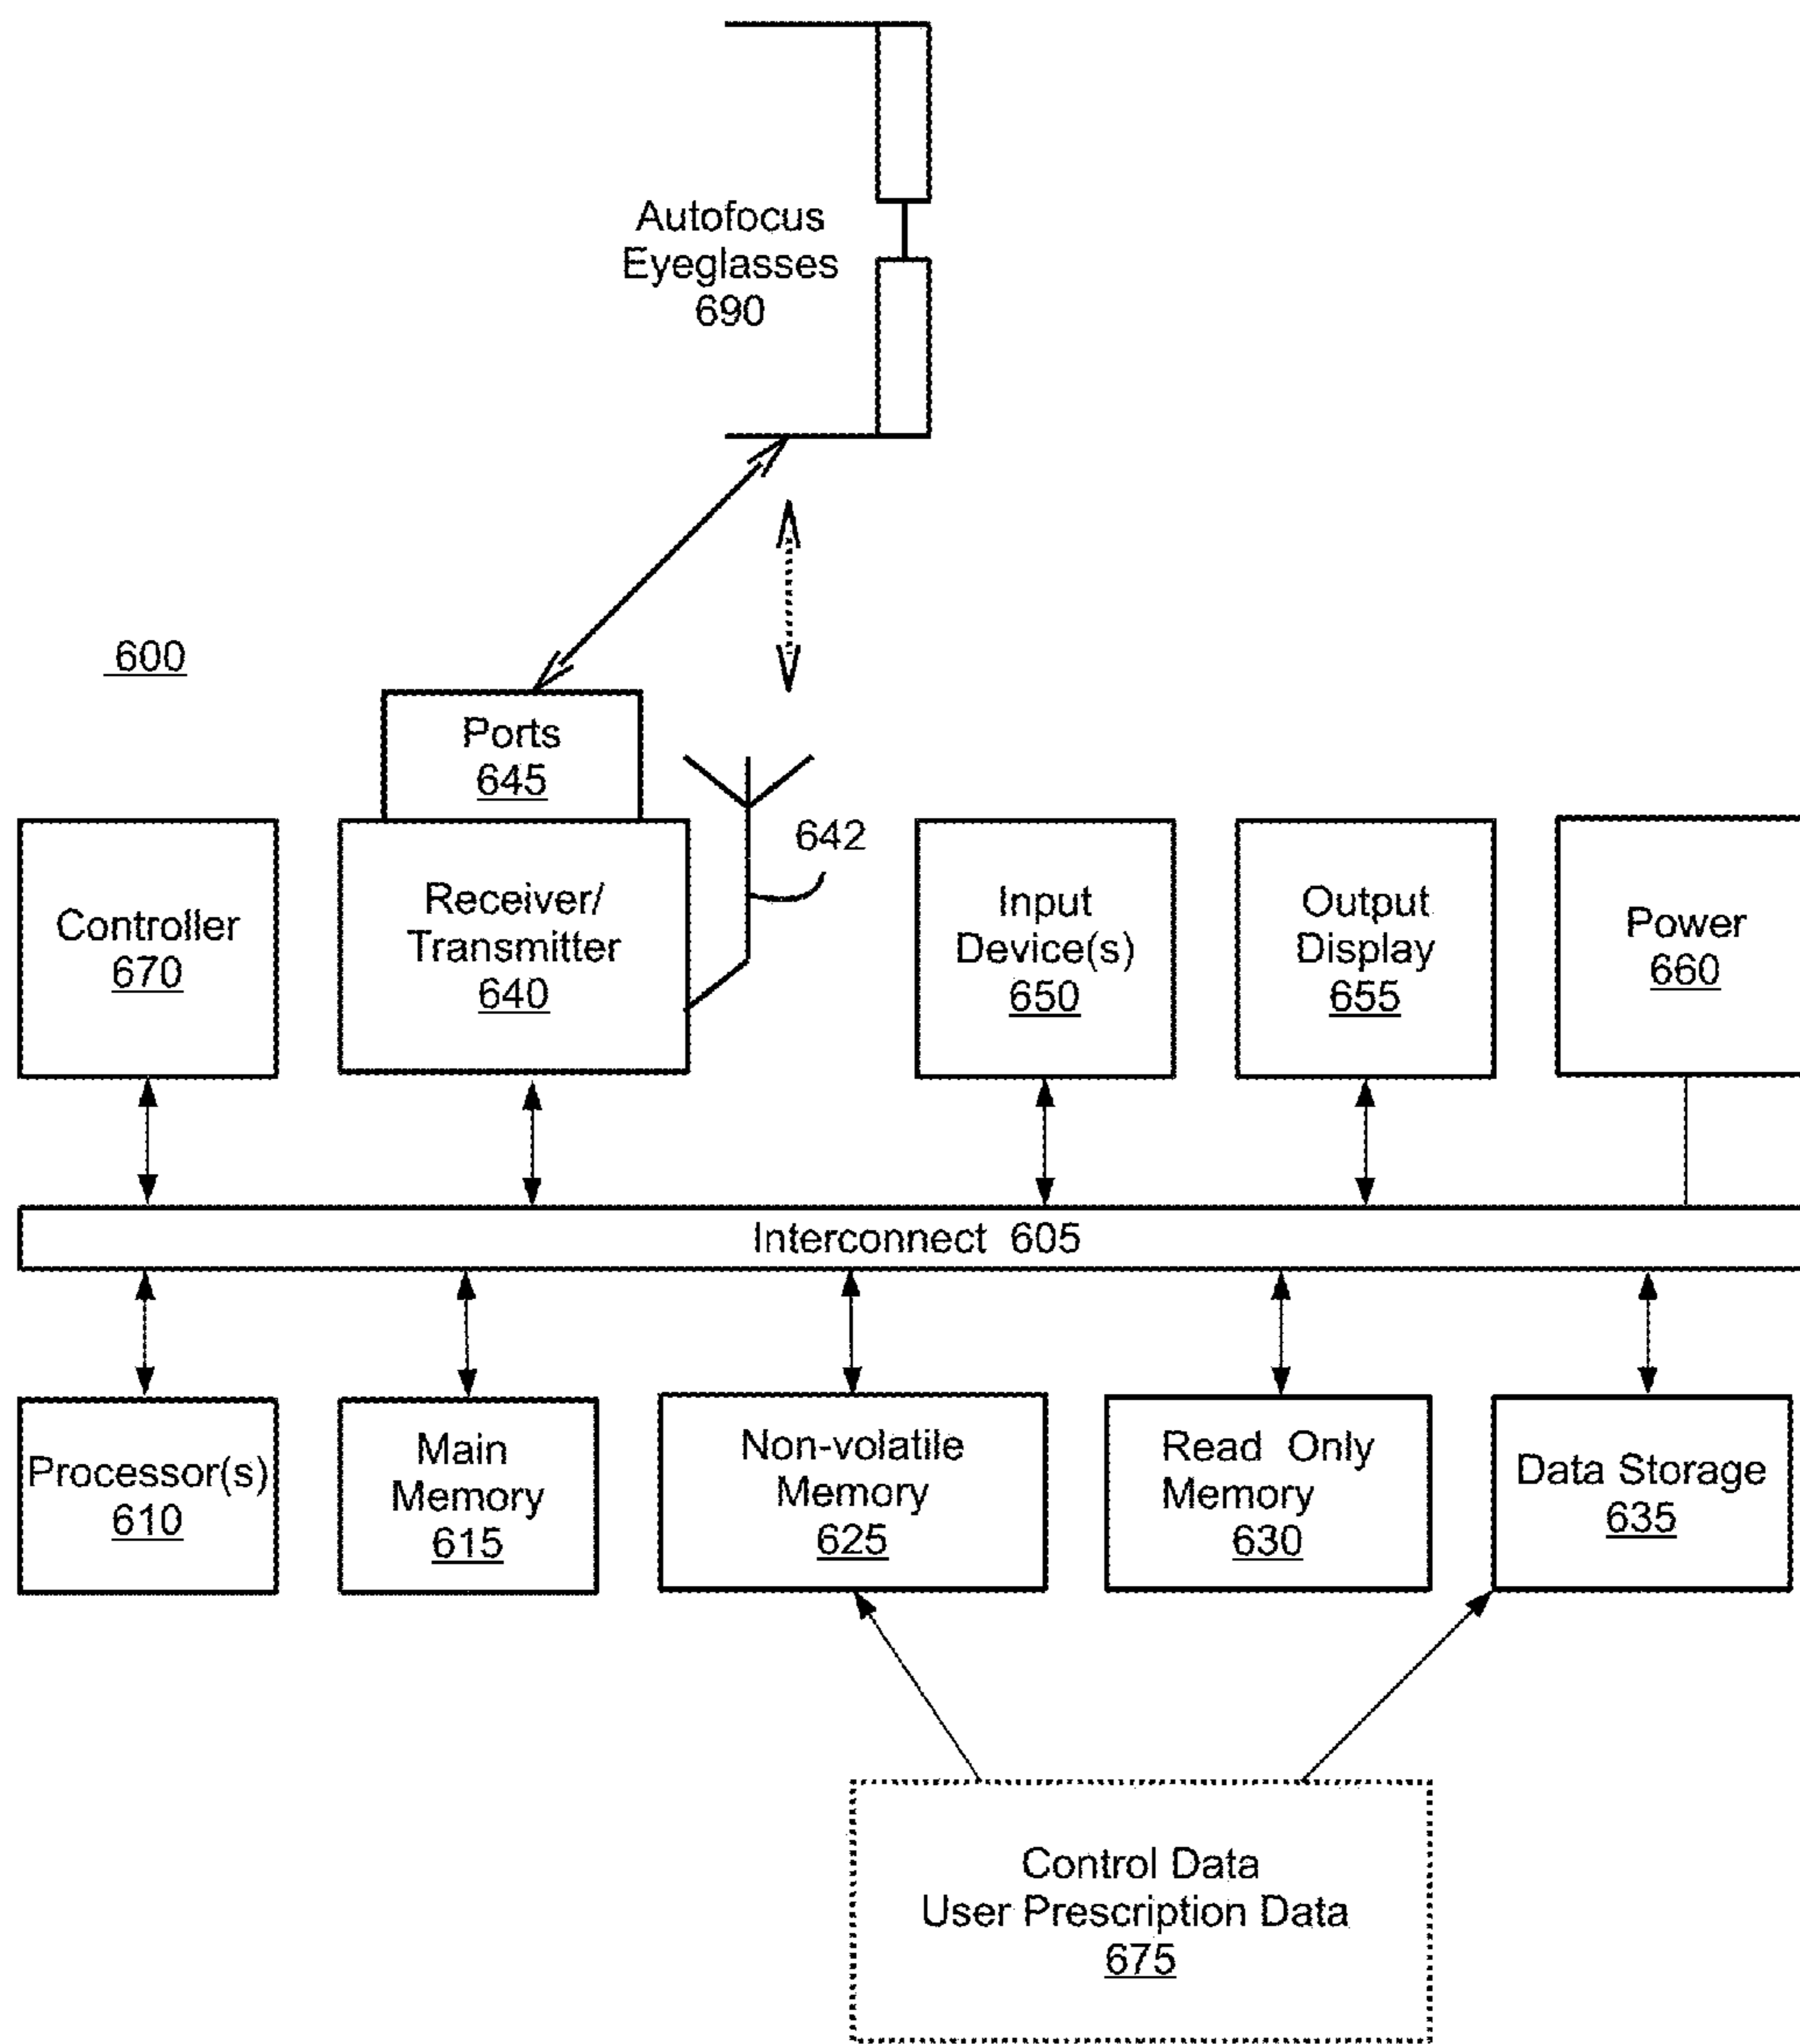 Autofocus
Eyeglasses
690
600
Ports
645
642
Controller
670
Receiver/
Transmitter
640
Input
Device(s)
650
Output
Display
655
Power
660
Interconnect 605
Processor(s)
610
Main
Memory
615
Non-volatile
Memory
625
Read Only
Memory
630
Data Storage
635
Control Data
User Prescription Data
675